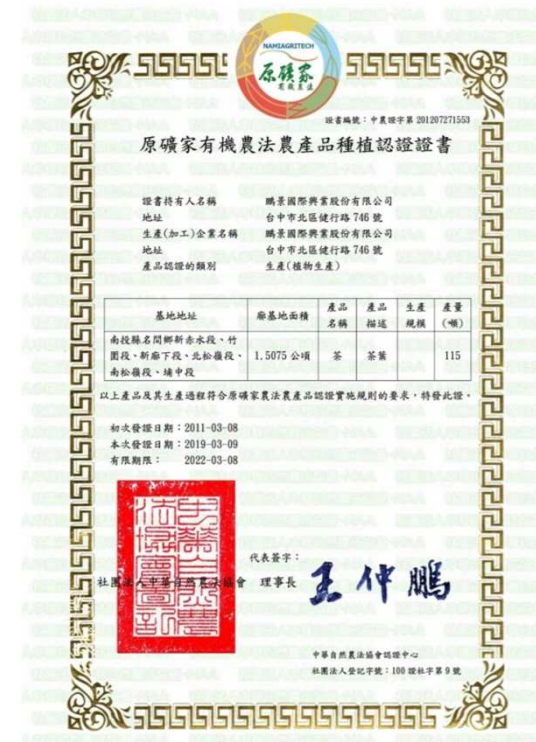 NAMIAGRITECH
原礦家
有機農法
證書編號：中農證字第 201207271553
原礦家有機農法農產品種植認證證書
證書持有人名稱 鵬景國際興業股份有限公司
地址 台中市北區健行路 746 號
生產(加工)企業名稱 鵬景國際興業股份有限公司
地址 台中市北區健行路 746 號
產品認證的類別 生產(植物生產)
基地地址 廠基地面積 產品名稱 產品描述 生產規模 產量(噸)
南投縣名間鄉新赤水段、竹
圍段、新廍下段、北松嶺段、 1.5075 公頃 茶 茶葉 115
南松嶺段、埔中段
以上產品及其生產過程符合原礦家農法農產品認證實施規則的要求，特發此證。
初次發證日期：2011-03-08
本次發證日期：2019-03-09
有限期限： 2022-03-08
代表簽字：
社團法人中華自然農法協會 理事長 王仲鵬
中華自然農法協會認證中心
社團法人登記字號：100 證社字第 9 號